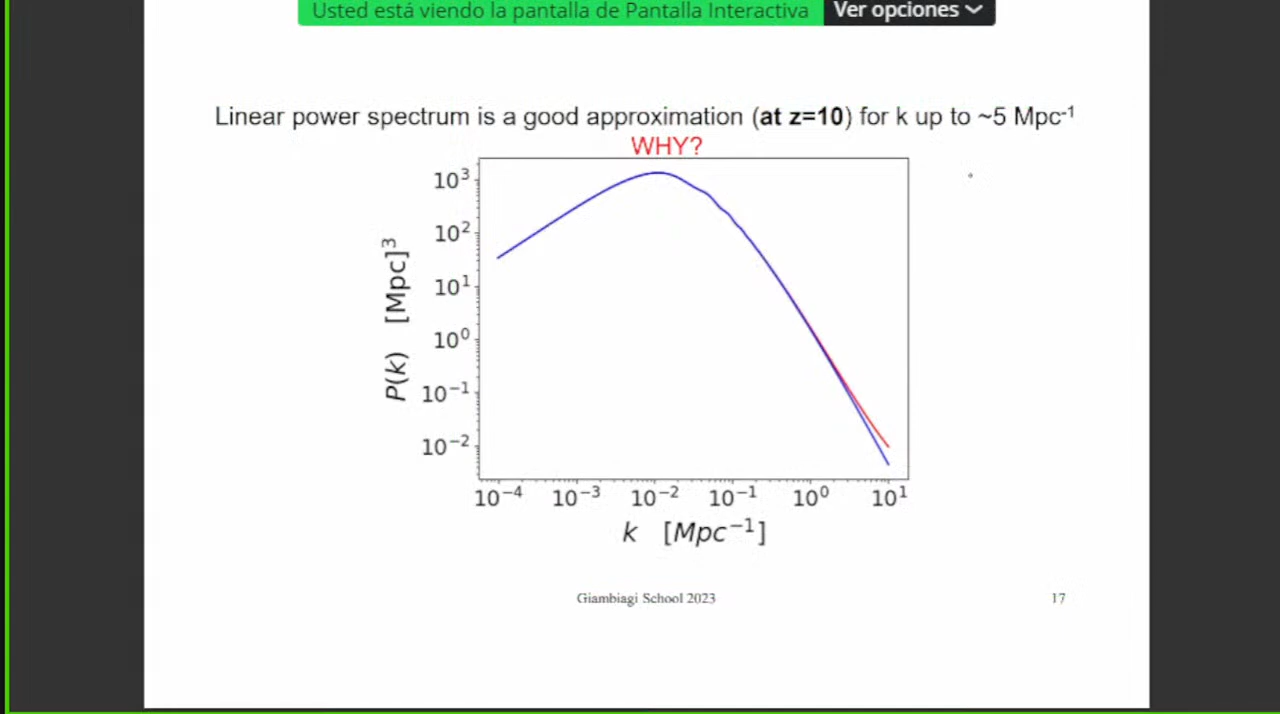 Usted está viendo la pantalla de Pantalla Interactiva Ver opciones
Linear power spectrum is a good approximation (at z=10) for k up to ~5 Mpc⁻¹
WHY?
10³
10²
10¹
10⁰
10⁻¹
10⁻²
P(k) [Mpc]³
10⁻⁴ 10⁻³ 10⁻² 10⁻¹ 10⁰ 10¹
k [Mpc⁻¹]
Giambiagi School 2023 17